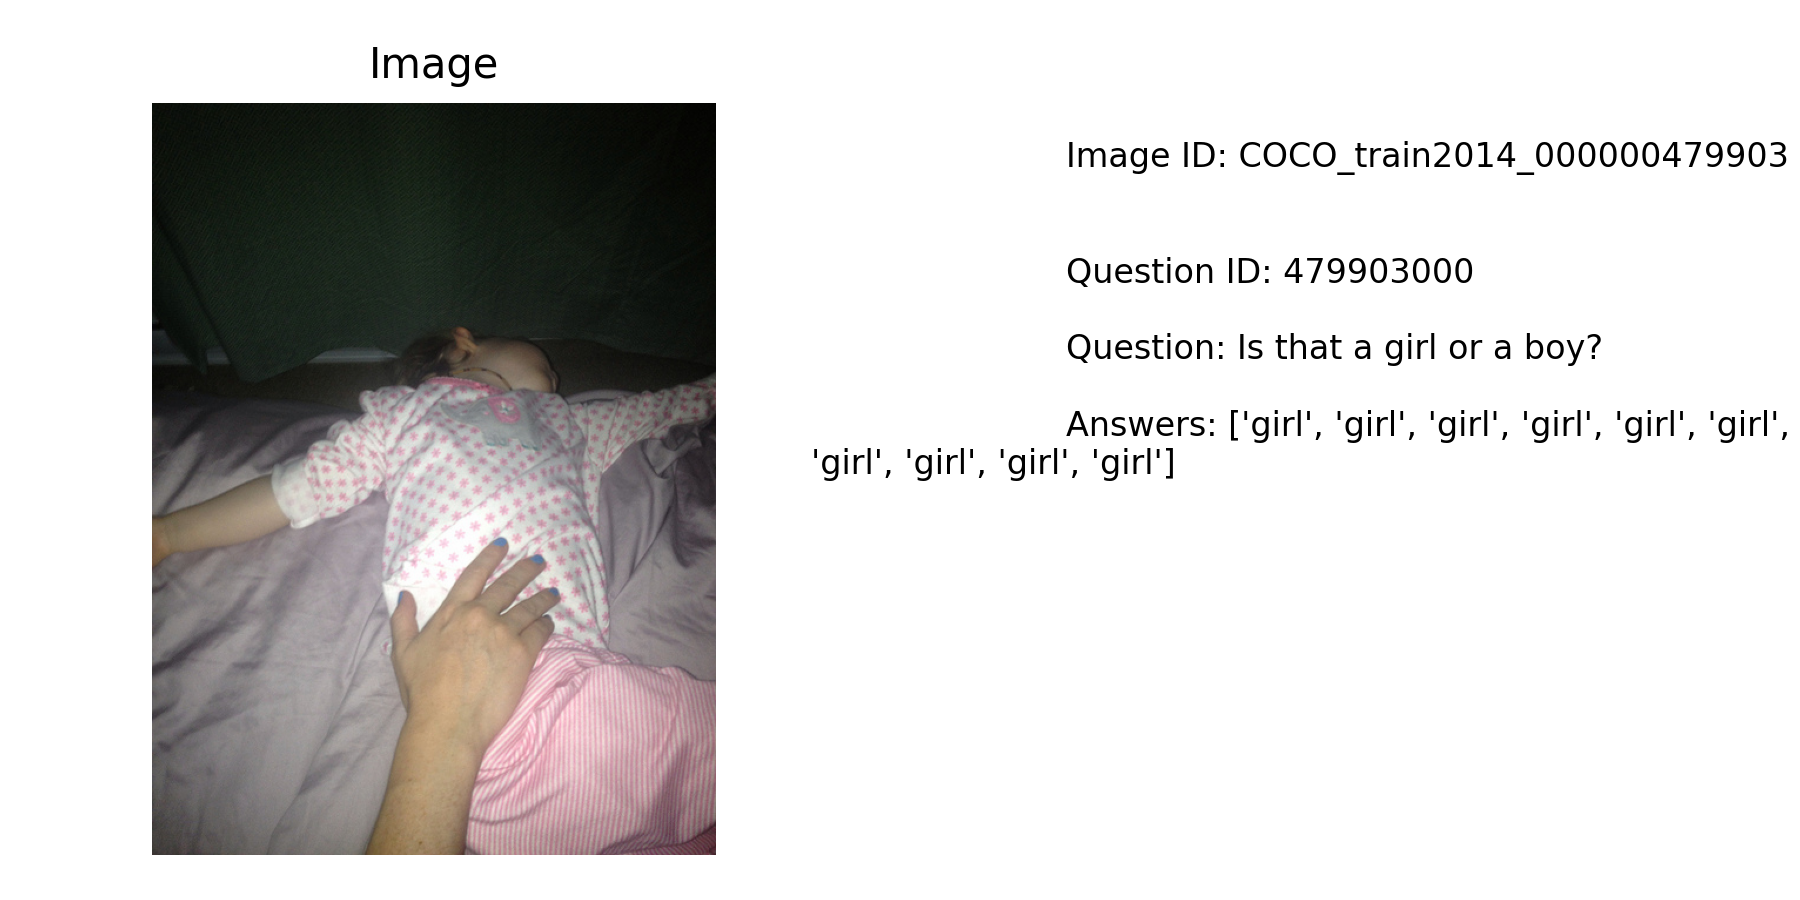 Image
Image ID: COCO_train2014_000000479903
Question ID: 479903000
Question: Is that a girl or a boy?
Answers: ['girl', 'girl', 'girl', 'girl', 'girl', 'girl',
'girl', 'girl', 'girl', 'girl']